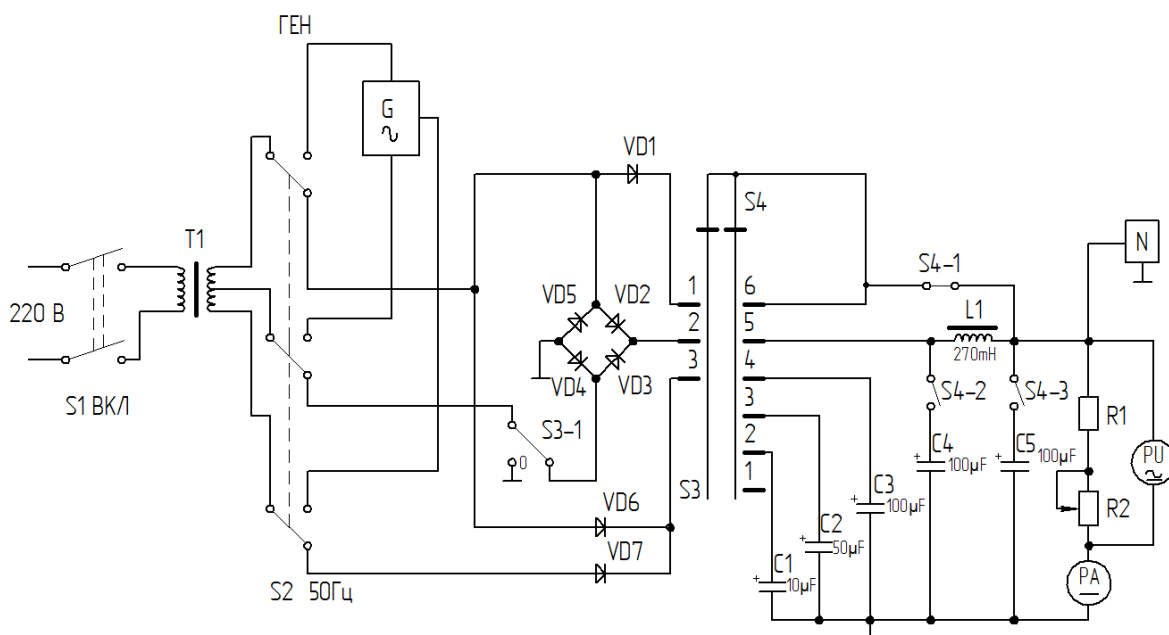 ГЕН
G
VD1
S4
N
T1
S4-1
1
6
VD5
VD2
L1
220 В
2
5
270mH
3
4
VD4
VD3
S4-2
S4-3
S1 ВКЛ
3
R1
S3-1
2
C4
C5
100µF
100µF
PU
0
1
S3
VD6
C3
100µF
R2
C2
50µF
VD7
C1
10µF
PA
S2 50Гц